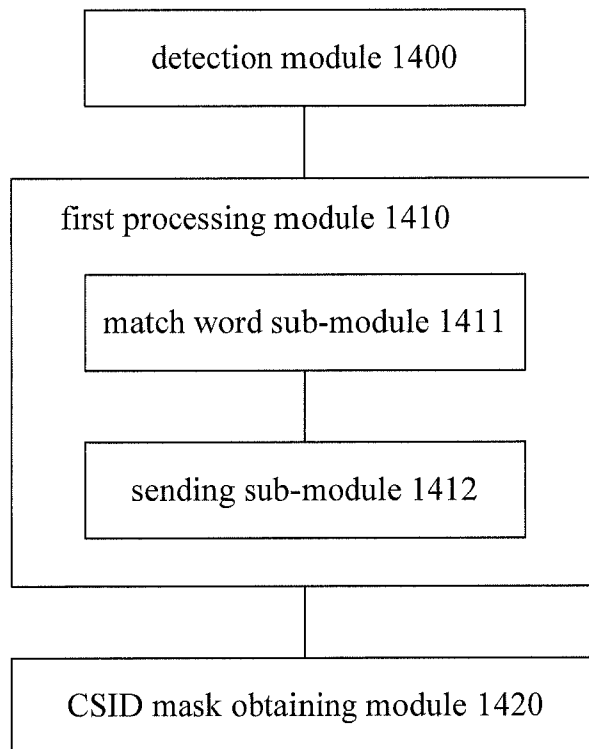 detection module 1400
first processing module 1410
match word sub-module 1411
sending sub-module 1412
CSID mask obtaining module 1420